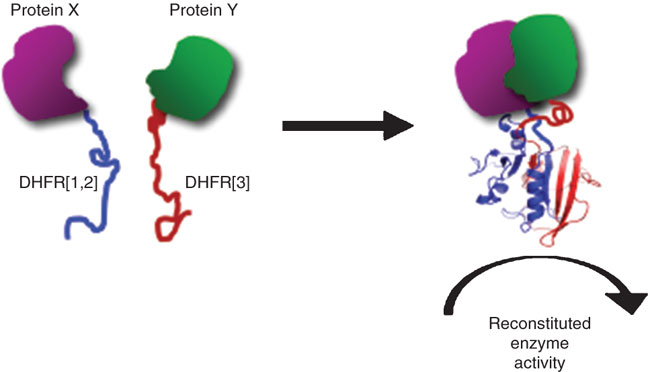 Protein X
Protein Y
DHFR[1,2]
DHFR[3]
Reconstituted
enzyme
activity